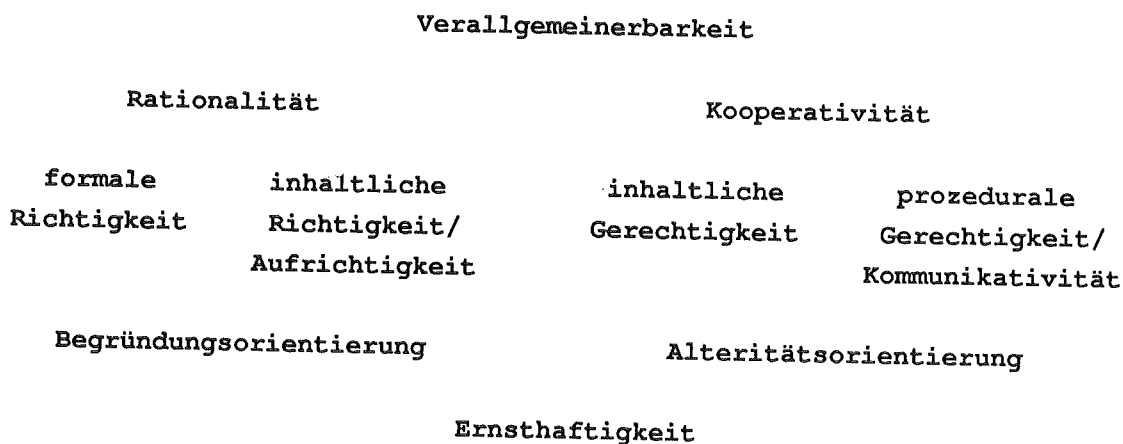 Verallgemeinerbarkeit
Rationalität Kooperativität
formale inhaltliche inhaltliche prozedurale
Richtigkeit Richtigkeit/ Gerechtigkeit Gerechtigkeit/
Aufrichtigkeit Kommunikativität
Begründungsorientierung Alteritätsorientierung
Ernsthaftigkeit